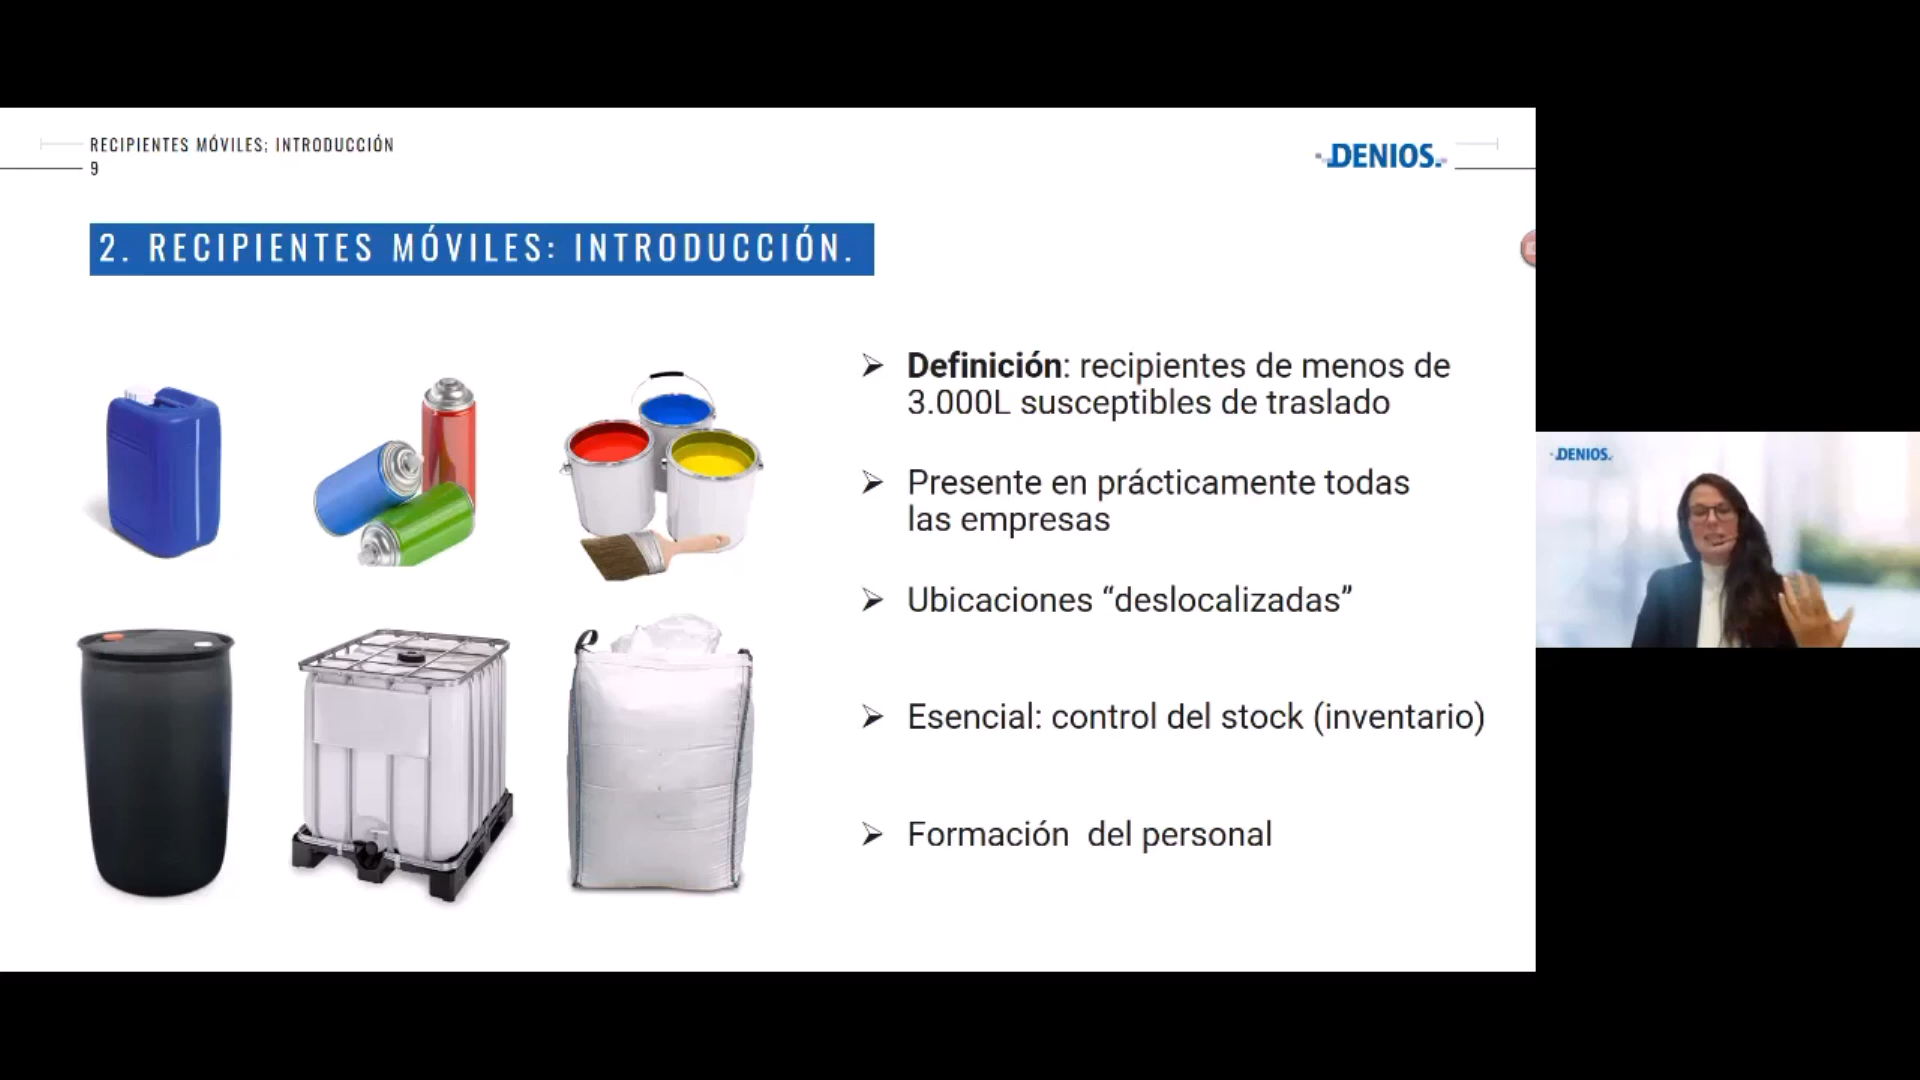 RECIPIENTES MÓVILES; INTRODUCCIÓN
9
DENIOS.
2. RECIPIENTES MÓVILES: INTRODUCCIÓN.
➢ Definición: recipientes de menos de
3.000L susceptibles de traslado
➢ Presente en prácticamente todas
las empresas
➢ Ubicaciones “deslocalizadas”
➢ Esencial: control del stock (inventario)
➢ Formación  del personal
DENIOS.